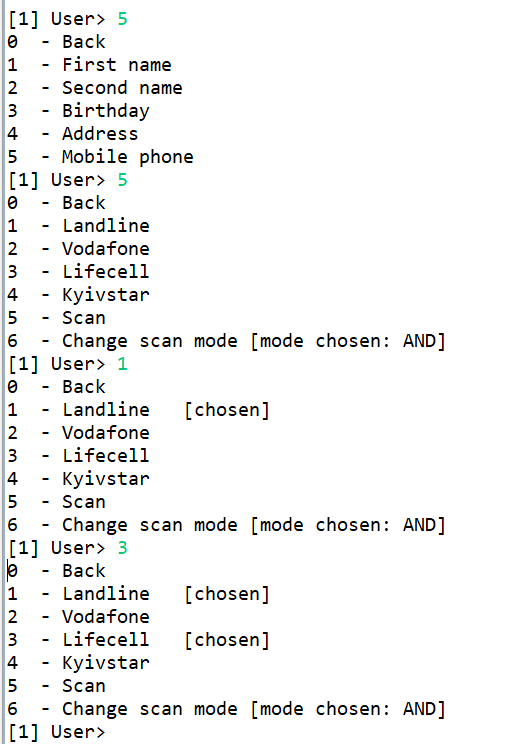 [1] User> 5
0  - Back
1  - First name
2  - Second name
3  - Birthday
4  - Address
5  - Mobile phone
[1] User> 5
0  - Back
1  - Landline
2  - Vodafone
3  - Lifecell
4  - Kyivstar
5  - Scan
6  - Change scan mode [mode chosen: AND]
[1] User> 1
0  - Back
1  - Landline   [chosen]
2  - Vodafone
3  - Lifecell
4  - Kyivstar
5  - Scan
6  - Change scan mode [mode chosen: AND]
[1] User> 3
0  - Back
1  - Landline   [chosen]
2  - Vodafone
3  - Lifecell   [chosen]
4  - Kyivstar
5  - Scan
6  - Change scan mode [mode chosen: AND]
[1] User>